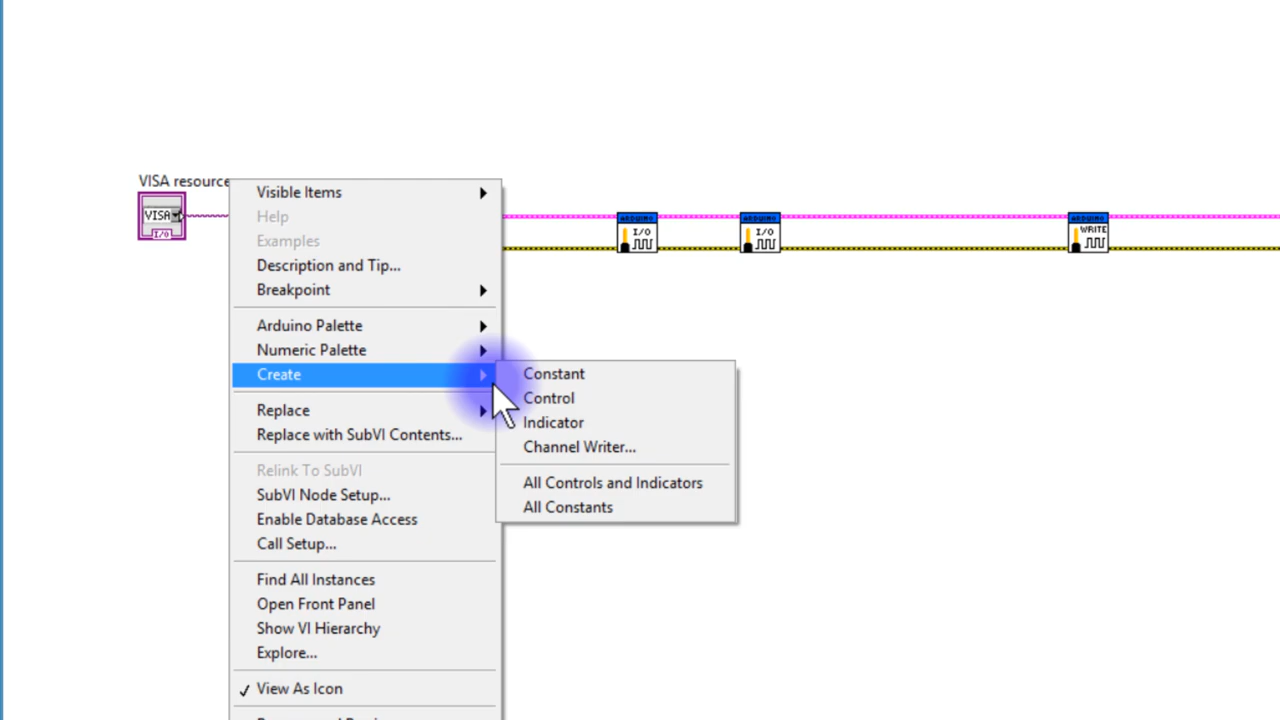 VISA resource
VISA
I/O
Visible Items
Help
Examples
Description and Tip...
Breakpoint
Arduino Palette
Numeric Palette
Create
Replace
Replace with SubVI Contents...
Relink To SubVI
SubVI Node Setup...
Enable Database Access
Call Setup...
Find All Instances
Open Front Panel
Show VI Hierarchy
Explore...
View As Icon
Constant
Control
Indicator
Channel Writer...
All Controls and Indicators
All Constants
ARDUINO
I/O
ARDUINO
I/O
ARDUINO
WRITE